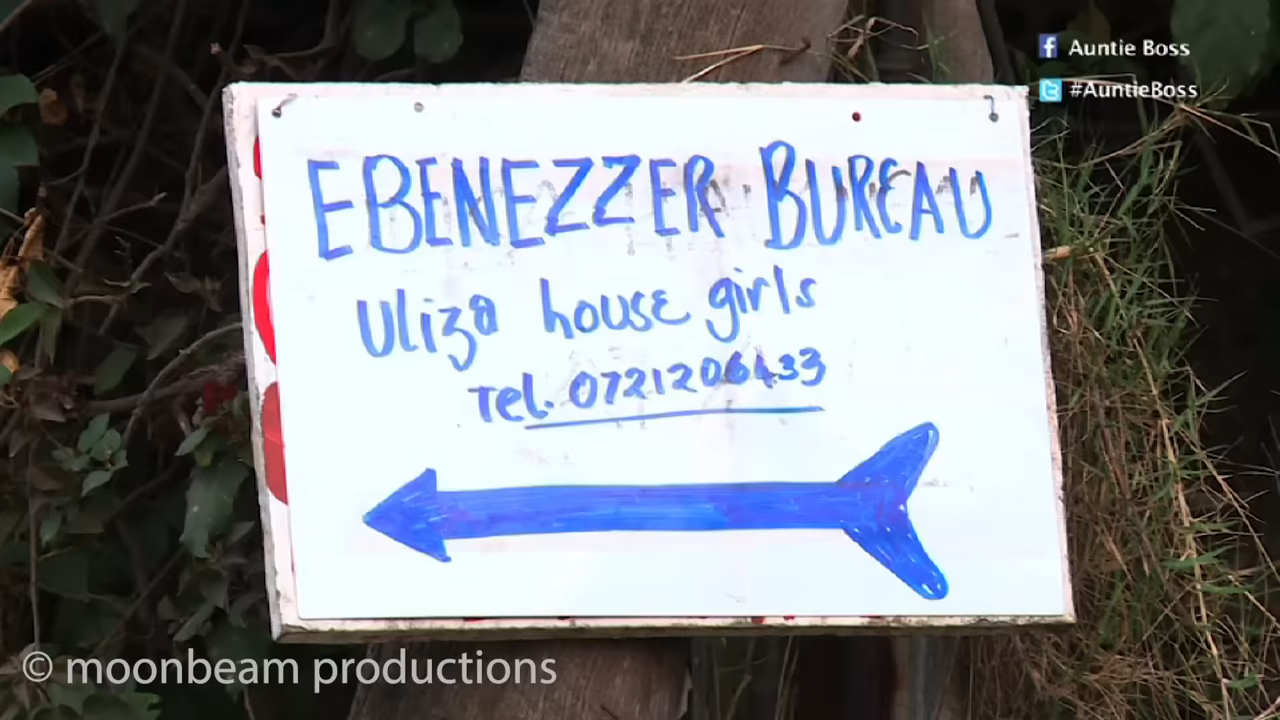 Auntie Boss
#AuntieBoss
EBENEZZER BUREAU
Uliza house girls
Tel. 0721206433
© moonbeam productions